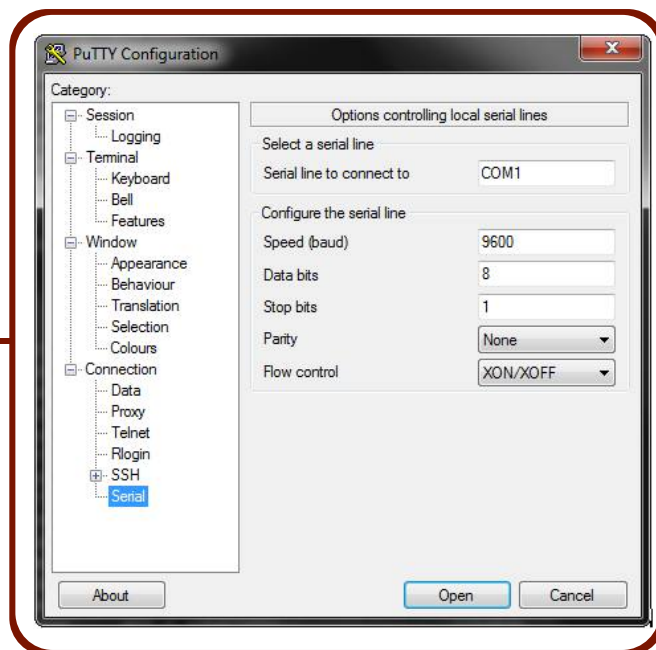 PuTTY Configuration
Category:
Session
Logging
Terminal
Keyboard
Bell
Features
Window
Appearance
Behaviour
Translation
Selection
Colours
Connection
Data
Proxy
Telnet
Rlogin
SSH
Serial
Options controlling local serial lines
Select a serial line
Serial line to connect to COM1
Configure the serial line
Speed (baud) 9600
Data bits 8
Stop bits 1
Parity None
Flow control XON/XOFF
About Open Cancel